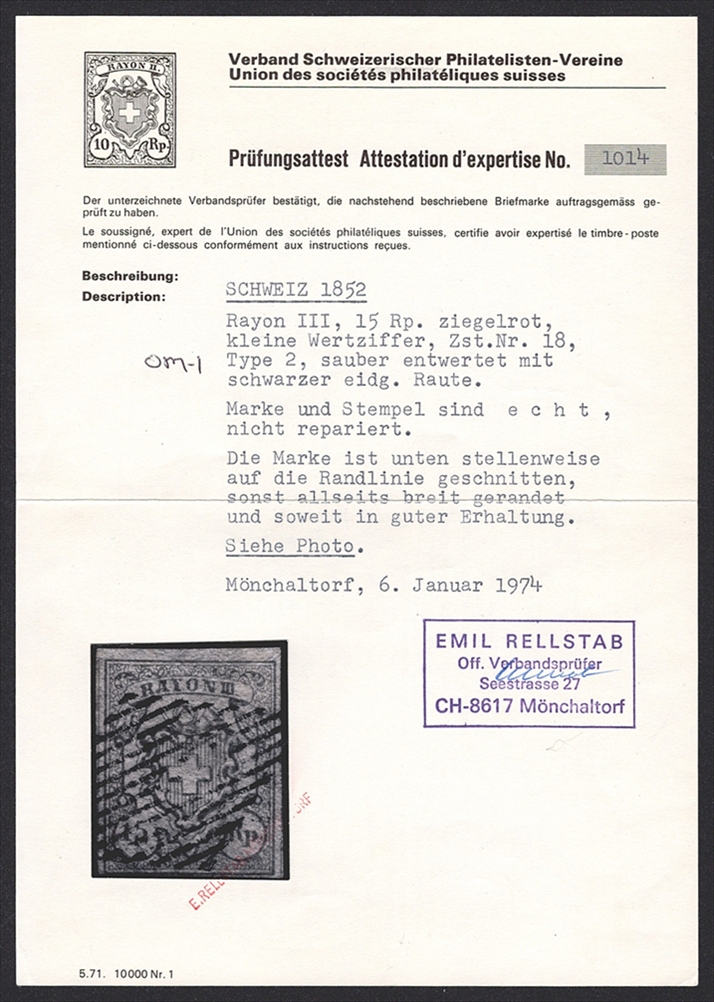 RAYON II.
10 Rp.
Verband Schweizerischer Philatelisten-Vereine
Union des sociétés philatéliques suisses
Prüfungsattest Attestation d'expertise No. 1014
Der unterzeichnete Verbandsprüfer bestätigt, die nachstehend beschriebene Briefmarke auftragsgemäss ge-
prüft zu haben.
Le soussigné, expert de l'Union des sociétés philatéliques suisses, certifie avoir expertisé le timbre-poste
mentionné ci-dessous conformément aux instructions reçues.
Beschreibung:
Description:
SCHWEIZ 1852
Rayon III, 15 Rp. ziegelrot,
kleine Wertziffer, Zst.Nr. 18,
OM-1
Type 2, sauber entwertet mit
schwarzer eidg. Raute.
Marke und Stempel sind e c h t ,
nicht repariert.
Die Marke ist unten stellenweise
auf die Randlinie geschnitten,
sonst allseits breit gerandet
und soweit in guter Erhaltung.
Siehe Photo.
Mönchaltorf, 6. Januar 1974
EMIL RELLSTAB
Off. Verbandsprüfer
Seestrasse 27
CH-8617 Mönchaltorf
RAYON III
15 Rp.
5.71. 10000 Nr. 1